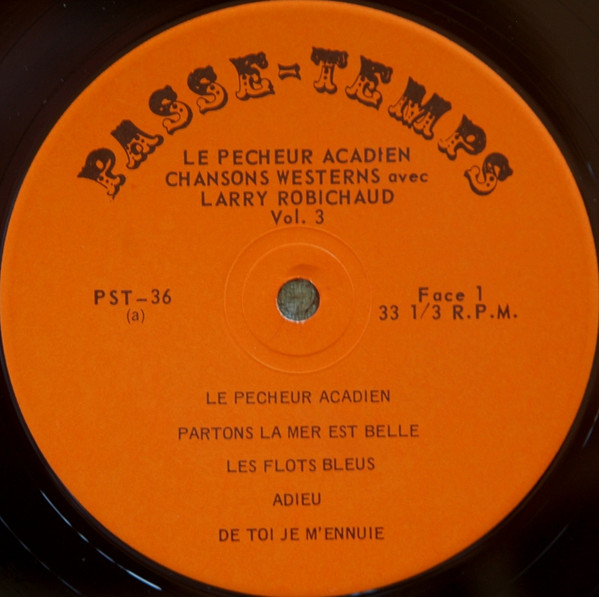 PASSE-TEMPS
LE PECHEUR ACADIEN
CHANSONS WESTERNS avec
LARRY ROBICHAUD
Vol. 3
PST-36
(a)
Face 1
33 1/3 R.P.M.
LE PECHEUR ACADIEN
PARTONS LA MER EST BELLE
LES FLOTS BLEUS
ADIEU
DE TOI JE M'ENNUIE